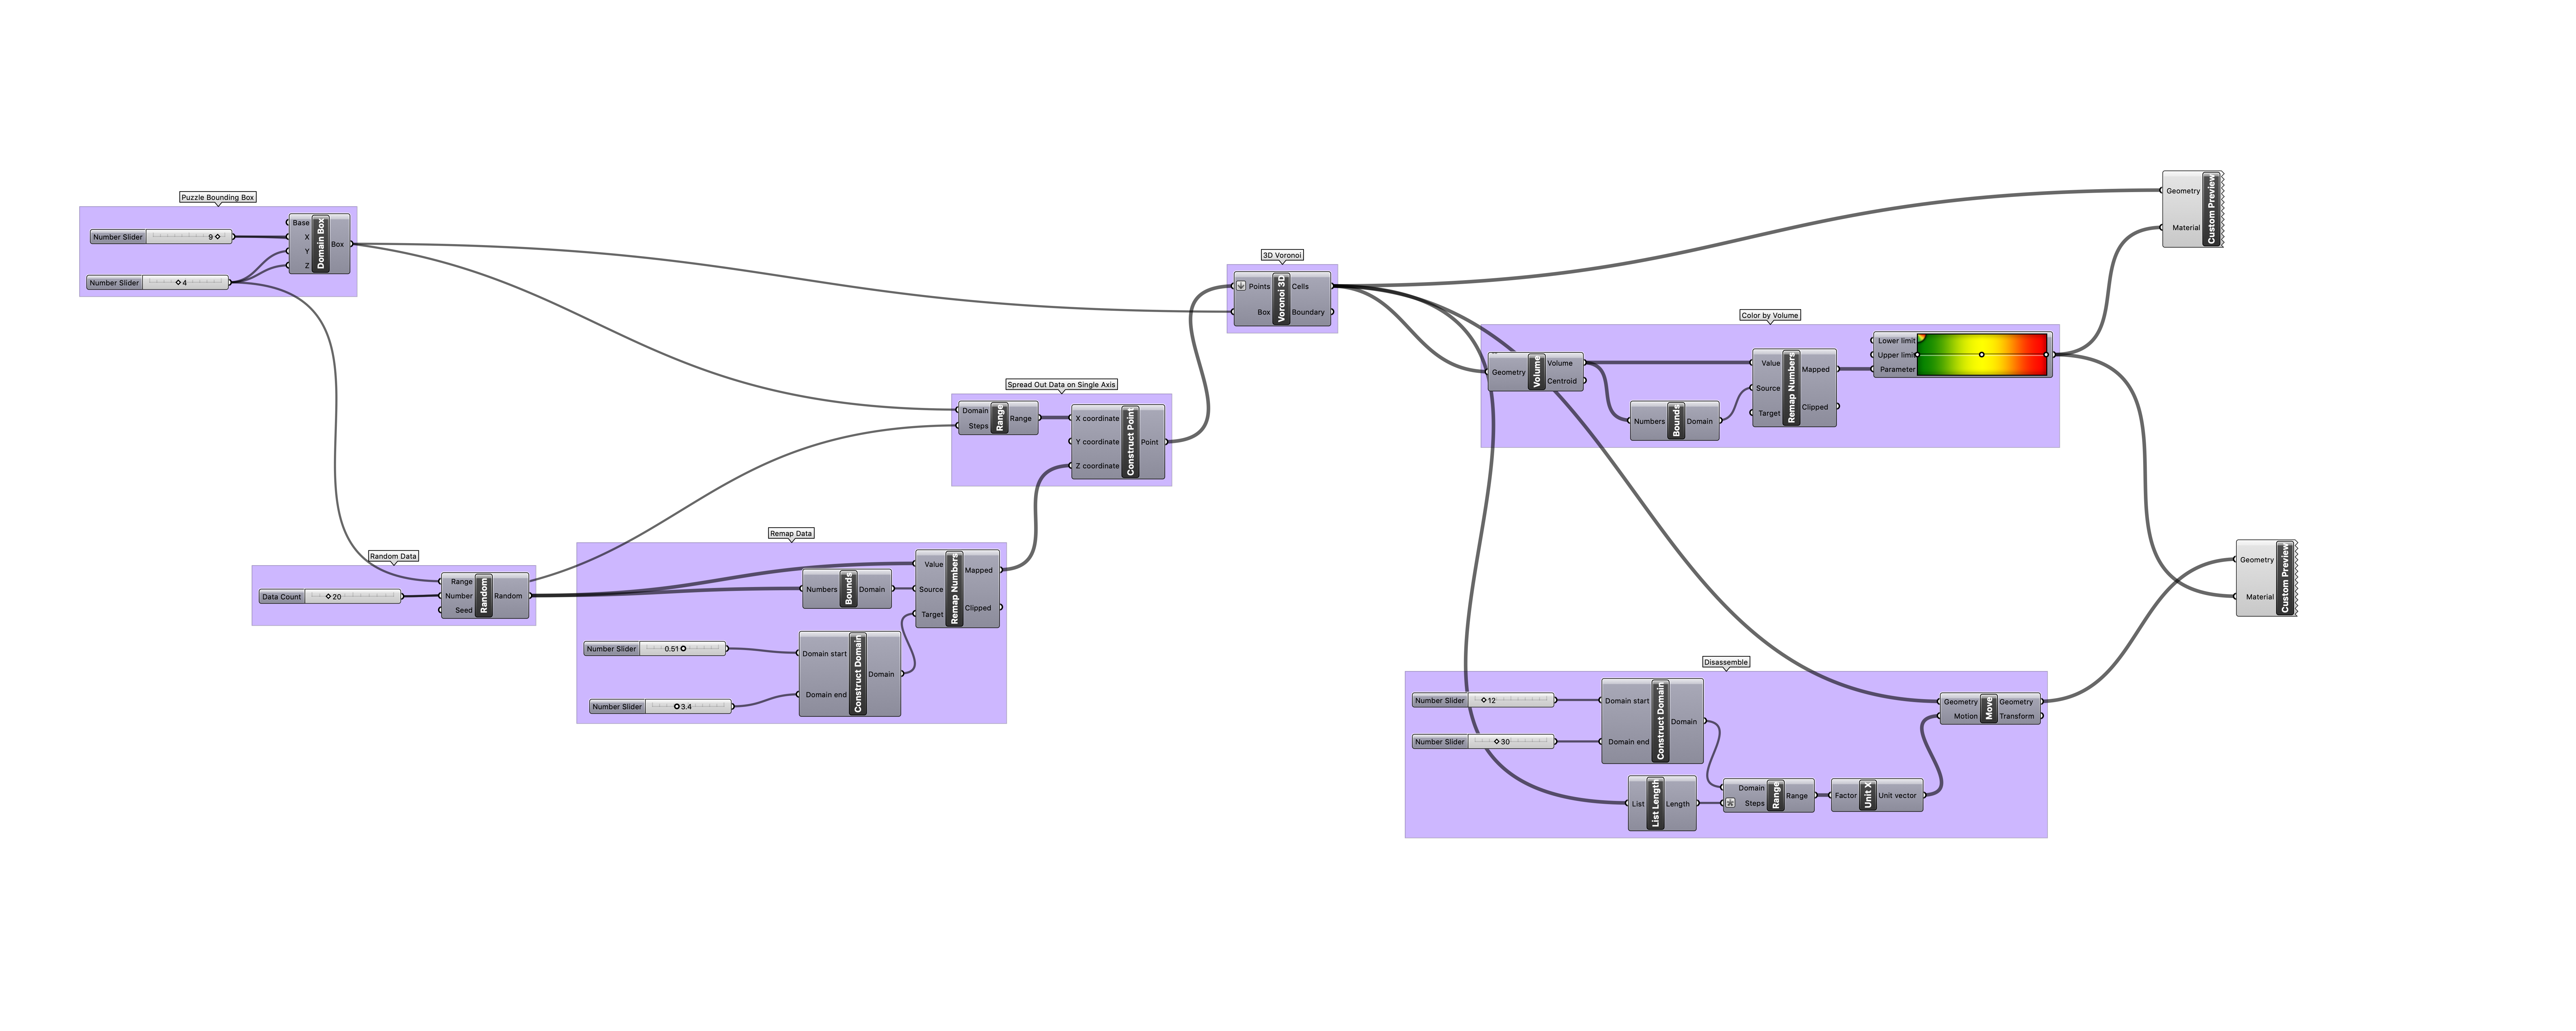 Puzzle Bounding Box
Number Slider 9
Number Slider 4
Base
X
Y
Z
Domain Box
Box
Random Data
Data Count 20
Range
Number
Seed
Random
Random
Remap Data
Number Slider 0.51
Number Slider 3.4
Numbers
Bounds
Domain
Domain start
Domain end
Construct Domain
Domain
Value
Source
Target
Remap Numbers
Mapped
Clipped
Spread Out Data on Single Axis
Domain
Steps
Range
Range
X coordinate
Y coordinate
Z coordinate
Construct Point
Point
3D Voronoi
Points
Box
Voronoi 3D
Cells
Boundary
Color by Volume
Geometry
Volume
Volume
Centroid
Numbers
Bounds
Domain
Value
Source
Target
Remap Numbers
Mapped
Clipped
Lower limit
Upper limit
Parameter
Disassemble
Number Slider 12
Number Slider 30
Domain start
Domain end
Construct Domain
Domain
List
List Length
Length
Domain
Steps
Range
Range
Factor
Unit X
Unit vector
Geometry
Motion
Move
Geometry
Transform
Geometry
Material
Custom Preview
Geometry
Material
Custom Preview